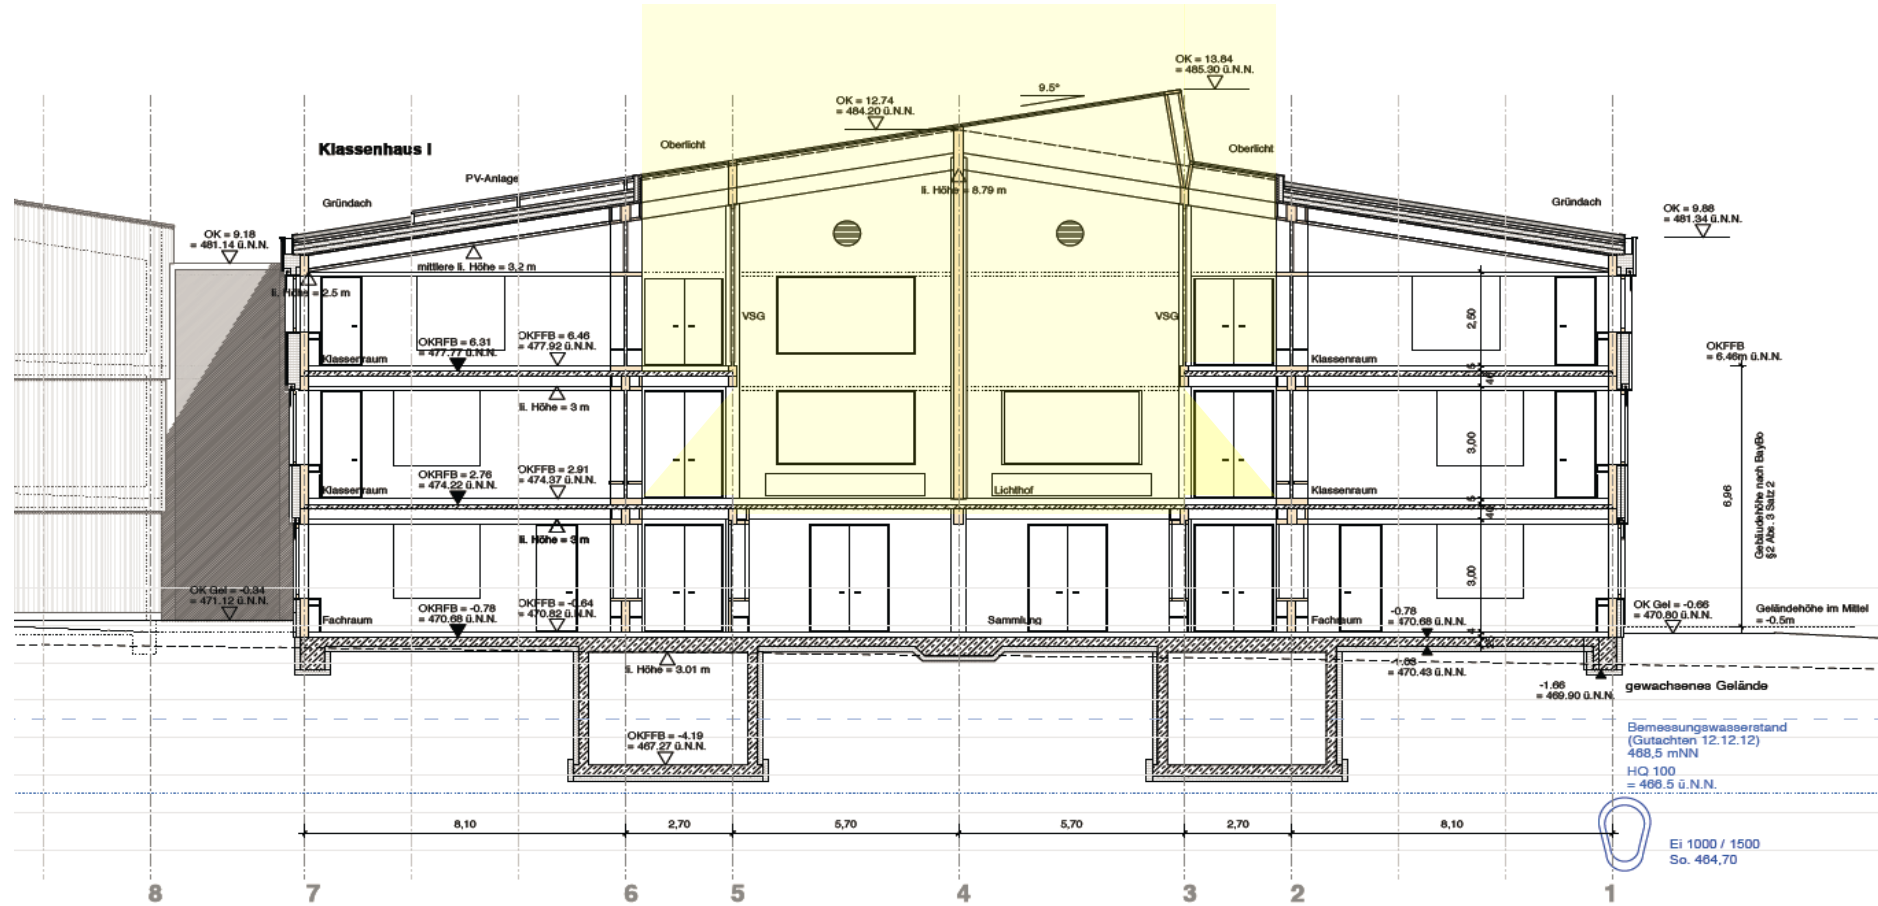 OK = 13.84
= 485.30 ü.N.N.
9.5°
OK = 12.74
= 484.20 ü.N.N.
Klassenhaus I
Oberlicht
Oberlicht
PV-Anlage
li. Höhe = 8.79 m
Gründach
Gründach
OK = 9.88
= 481.34 ü.N.N.
OK = 9.18
= 481.14 ü.N.N.
mittlere li. Höhe = 3,2 m
li. Höhe = 2.5 m
VSG
VSG
2,50
OKRFB = 6.31
= 477.77 ü.N.N.
OKFFB = 6.46
= 477.92 ü.N.N.
OKFFB
= 6.46m ü.N.N.
Klassenraum
Klassenraum
5
40
li. Höhe = 3 m
3,00
Gebäudehöhe nach BayBo
§2 Abs. 3 Satz 2
6,96
OKRFB = 2.76
= 474.22 ü.N.N.
OKFFB = 2.91
= 474.37 ü.N.N.
Klassenraum
Lichthof
Klassenraum
5
40
li. Höhe = 3 m
3,00
OK Gel = -0.34
= 471.12 ü.N.N.
OKRFB = -0.78
= 470.68 ü.N.N.
OKFFB = -0.64
= 470.82 ü.N.N.
-0.78
= 470.68 ü.N.N.
OK Gel = -0.66
= 470.80 ü.N.N.
Geländehöhe im Mittel
= -0.5m
Fachraum
Sammlung
Fachraum
4
25
li. Höhe = 3.01 m
-1.03
= 470.43 ü.N.N.
-1.66
= 469.90 ü.N.N.
gewachsenes Gelände
OKFFB = -4.19
= 467.27 ü.N.N.
Bemessungswasserstand
(Gutachten 12.12.12)
468,5 mNN
HQ 100
= 466.5 ü.N.N.
8,10
2,70
5,70
5,70
2,70
8,10
Ei 1000 / 1500
So. 464,70
8
7
6
5
4
3
2
1